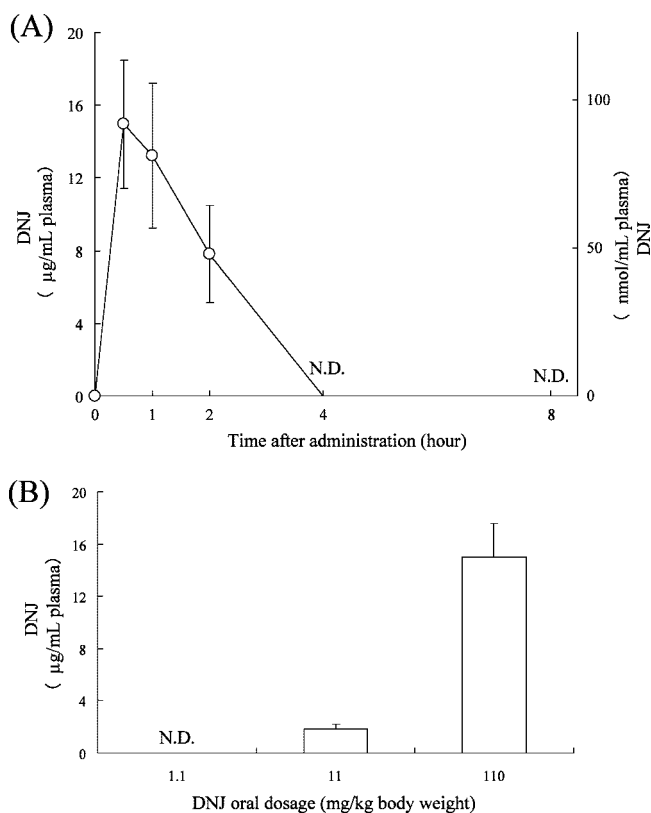 (A)
20
16
12
8
4
0
DNJ
( μg/mL plasma)
100
50
0
DNJ
( nmol/mL plasma)
N.D.
N.D.
0
1
2
4
8
Time after administration (hour)
(B)
20
16
12
8
4
0
DNJ
( μg/mL plasma)
N.D.
1.1
11
110
DNJ oral dosage (mg/kg body weight)